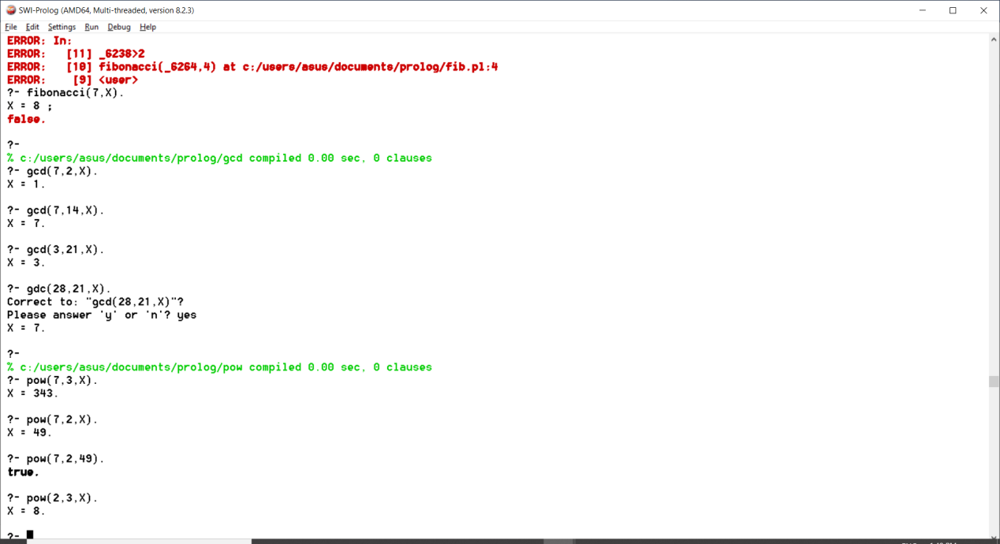 SWI-Prolog (AMD64, Multi-threaded, version 8.2.3)
File Edit Settings Run Debug Help
ERROR: In:
ERROR:   [11] _6238>2
ERROR:   [10] fibonacci(_6264,4) at c:/users/asus/documents/prolog/fib.pl:4
ERROR:    [9] <user>
?- fibonacci(7,X).
X = 8 ;
false.
?-
% c:/users/asus/documents/prolog/gcd compiled 0.00 sec, 0 clauses
?- gcd(7,2,X).
X = 1.
?- gcd(7,14,X).
X = 7.
?- gcd(3,21,X).
X = 3.
?- gdc(28,21,X).
Correct to: "gcd(28,21,X)"?
Please answer 'y' or 'n'? yes
X = 7.
?-
% c:/users/asus/documents/prolog/pow compiled 0.00 sec, 0 clauses
?- pow(7,3,X).
X = 343.
?- pow(7,2,X).
X = 49.
?- pow(7,2,49).
true.
?- pow(2,3,X).
X = 8.
?-